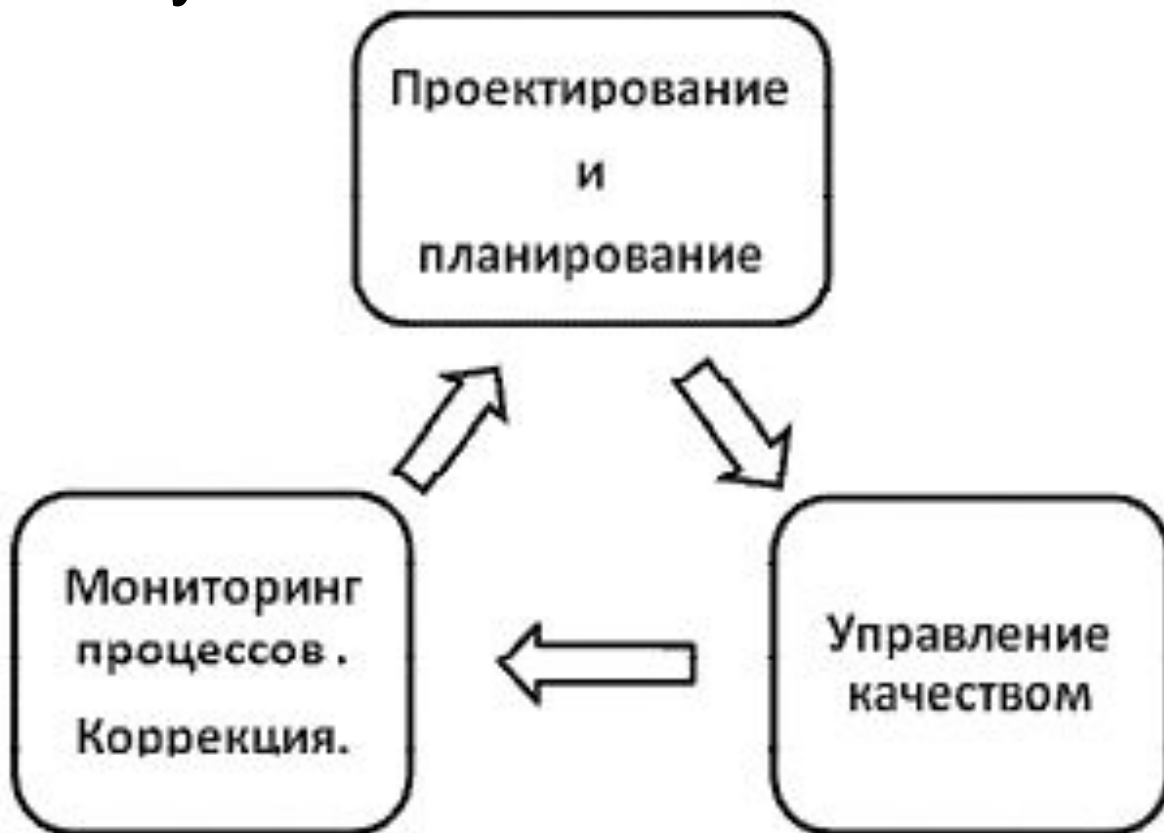 Проектирование
и
планирование
Мониторинг
процессов.
Коррекция.
Управление
качеством